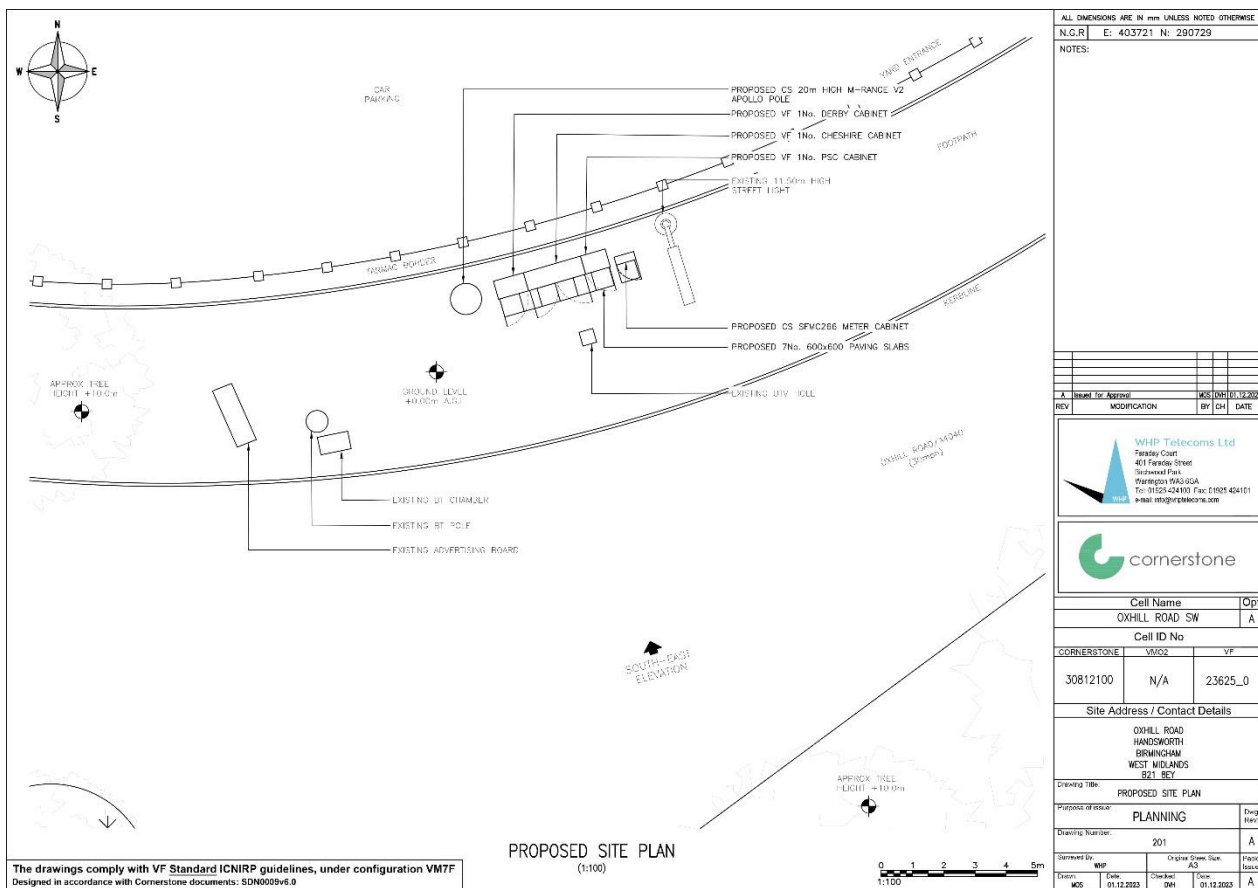 N
W
E
S
CAR
PARKING
YARD ENTRANCE
PROPOSED CS 20m HIGH M-RANGE V2
APOLLO POLE
PROPOSED VF 1No. DERBY CABINET
PROPOSED VF 1No. CHESHIRE CABINET
PROPOSED VF 1No. PSC CABINET
EXISTING 11.50m HIGH
STREET LIGHT
FOOTPATH
TARMAC BORDER
KERBLINE
PROPOSED CS SFMC266 METER CABINET
PROPOSED 7No. 600x600 PAVING SLABS
EXISTING UTV HOLE
APPROX TREE
HEIGHT +10.0m
GROUND LEVEL
+0.00m A.G.L
OXHILL ROAD/A4040
(30mph)
EXISTING BT CHAMBER
EXISTING BT POLE
EXISTING ADVERTISING BOARD
SOUTH-EAST
ELEVATION
APPROX TREE
HEIGHT +10.0m
PROPOSED SITE PLAN
(1:100)
0 1 2 3 4 5m
1:100
The drawings comply with VF Standard ICNIRP guidelines, under configuration VM7F
Designed in accordance with Cornerstone documents: SDN0009v6.0
ALL DIMENSIONS ARE IN mm UNLESS NOTED OTHERWISE
N.G.R E: 403721 N: 290729
NOTES:
A Issued for Approval MOS DVH 01.12.202
REV MODIFICATION BY CH DATE
WHP Telecoms Ltd
Faraday Court
401 Faraday Street
Birchwood Park
Warrington WA3 6GA
Tel: 01925 424100 Fax: 01925 424101
e-mail: info@whptelecoms.com
WHP
cornerstone
Cell Name Opt
OXHILL ROAD SW A
Cell ID No
CORNERSTONE VMO2 VF
30812100 N/A 23625_0
Site Address / Contact Details
OXHILL ROAD
HANDSWORTH
BIRMINGHAM
WEST MIDLANDS
B21 8EY
Drawing Title:
PROPOSED SITE PLAN
Purpose of issue:
PLANNING
Dwg
Rev:
Drawing Number:
201
A
Surveyed By: Original Sheet Size: Pack
WHP A3 Issue
Drawn: Date: Checked: Date:
MOS 01.12.2023 DVH 01.12.2023 A